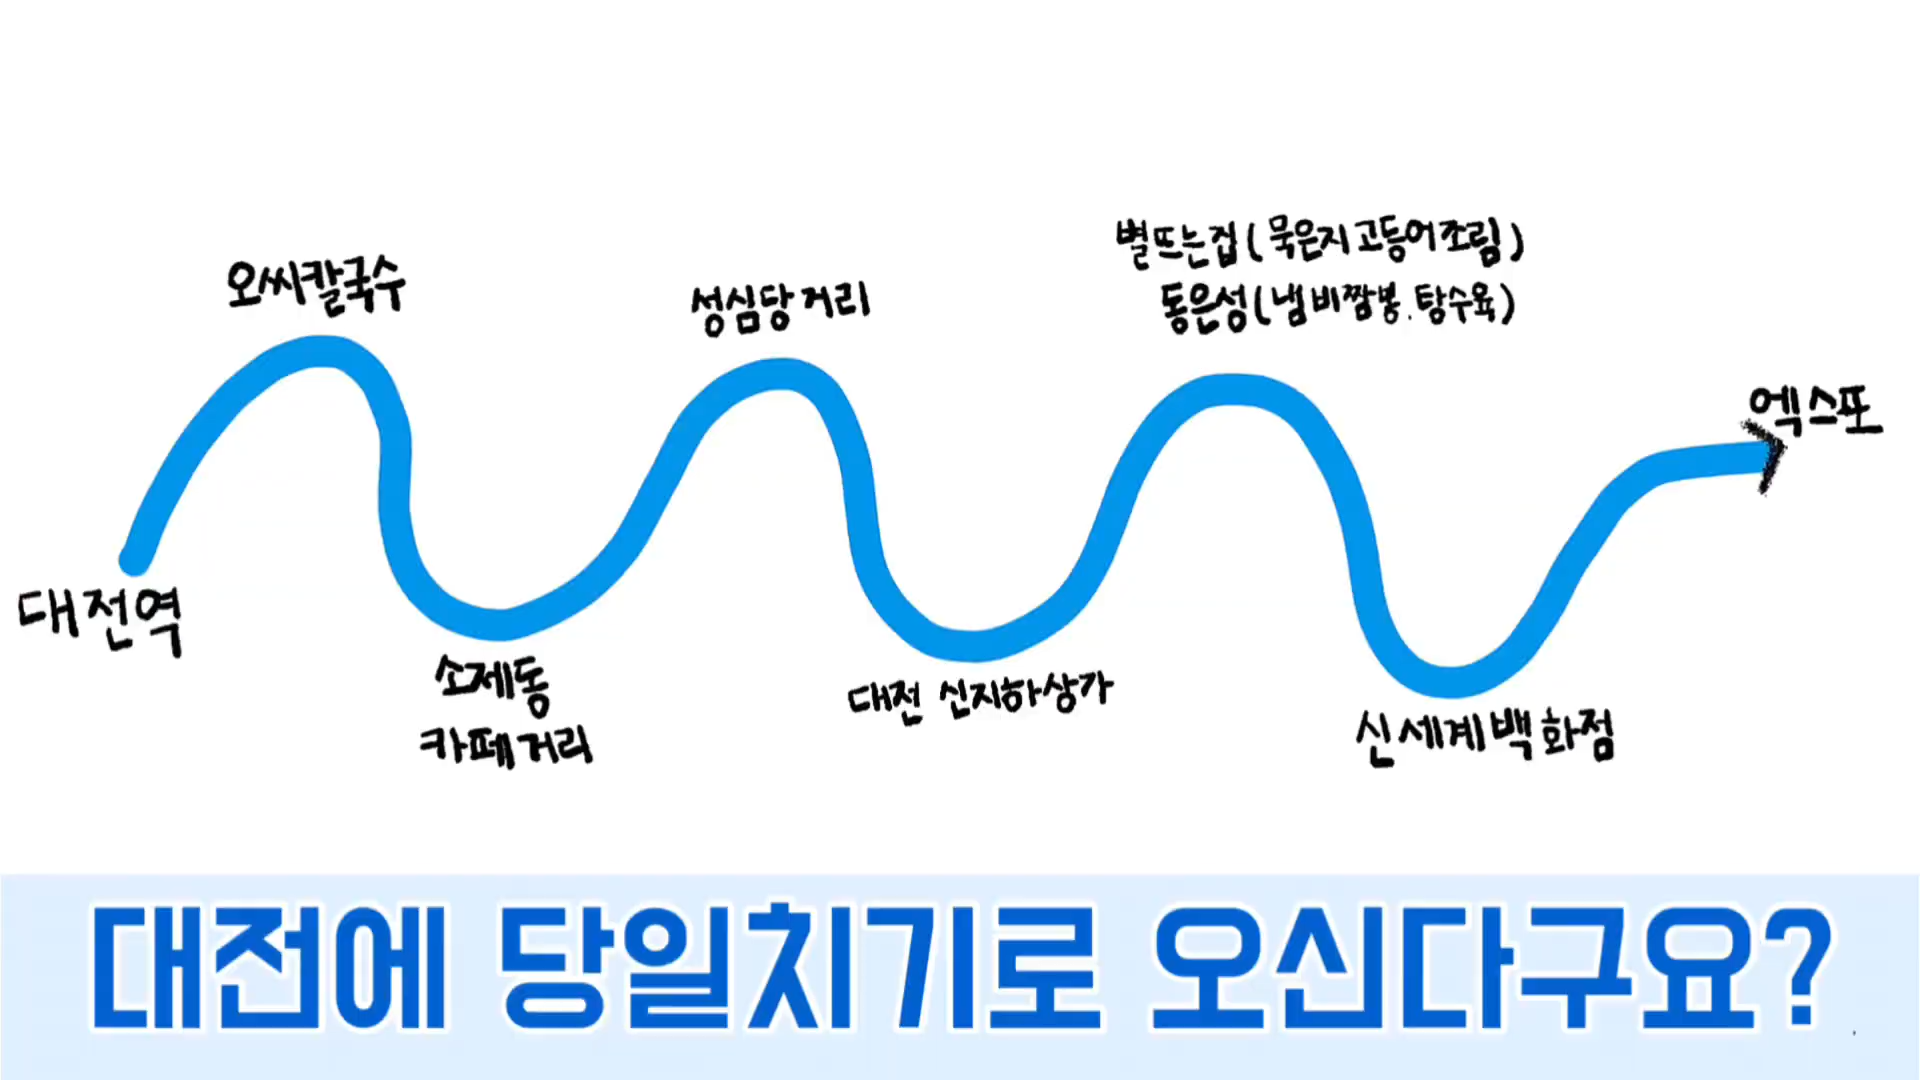 별뜨는집(묵은지고등어조림)
오씨칼국수
성심당거리
동은성(냄비짬뽕.탕수육)
엑스포
대전역
소제동
카페거리
대전 신지하상가
신세계백화점
대전에 당일치기로 오신다구요?